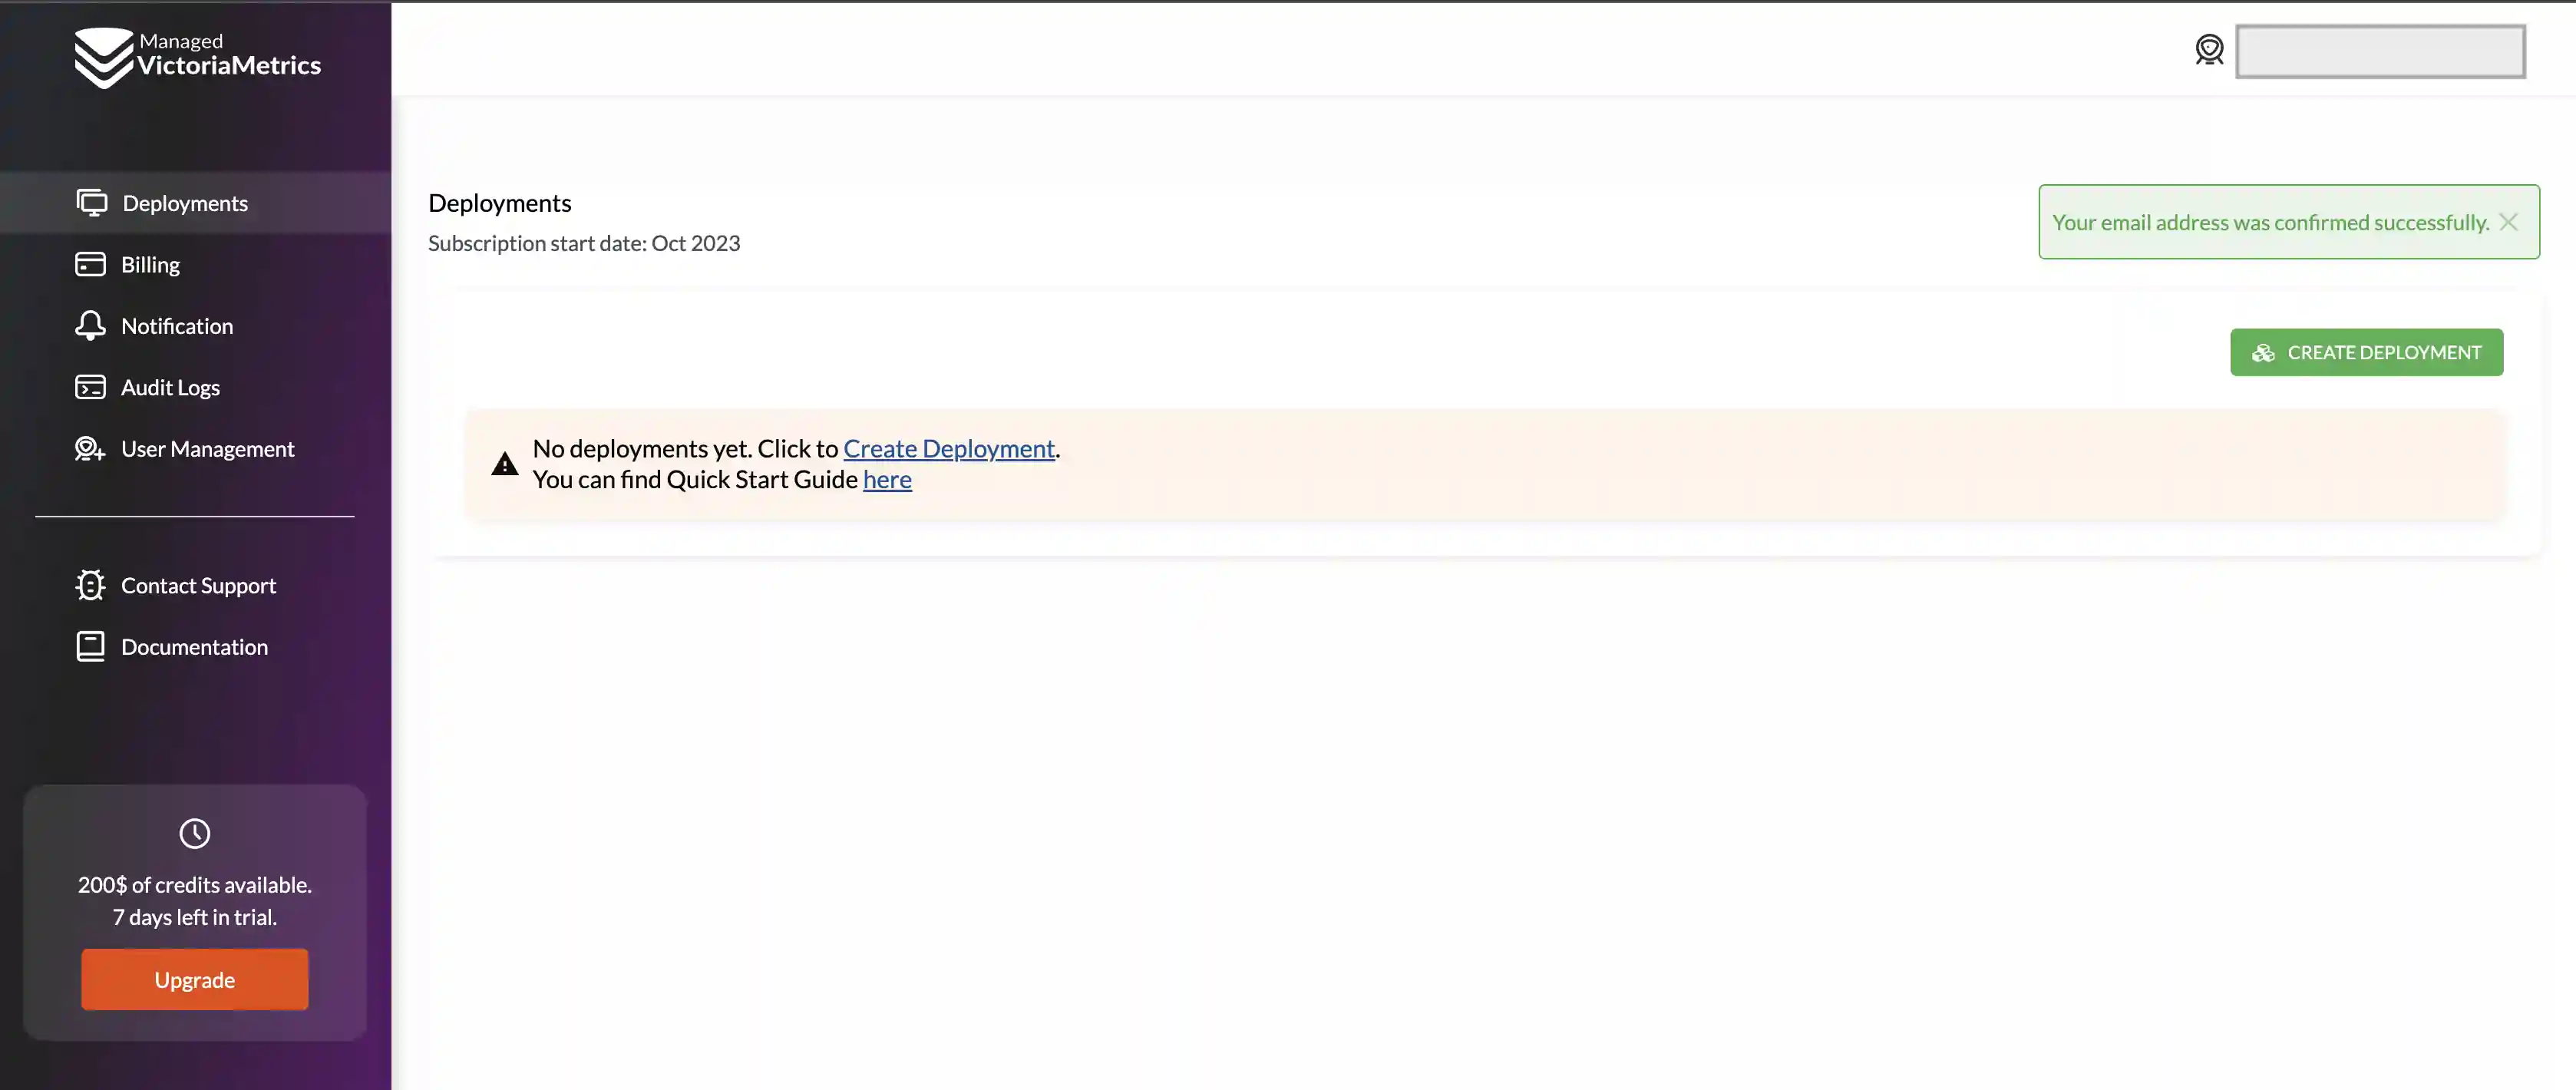 Managed
VictoriaMetrics
Deployments
Billing
Notification
Audit Logs
User Management
Contact Support
Documentation
200$ of credits available.
7 days left in trial.
Upgrade
Deployments
Subscription start date: Oct 2023
Your email address was confirmed successfully.
CREATE DEPLOYMENT
No deployments yet. Click to Create Deployment.
You can find Quick Start Guide here